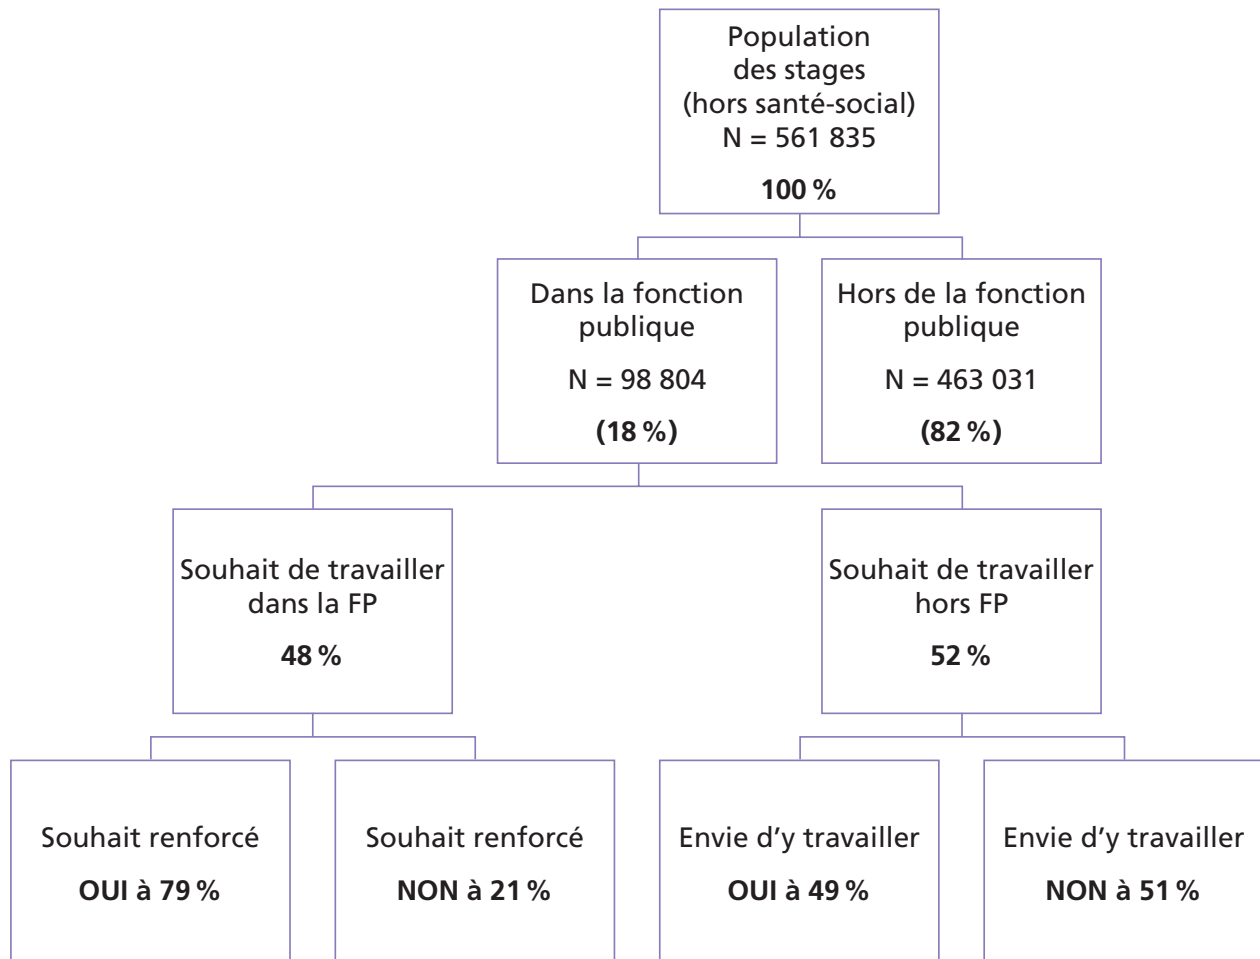 Population
des stages
(hors santé-social)
N = 561 835
100 %
Dans la fonction
publique
N = 98 804
(18 %)
Hors de la fonction
publique
N = 463 031
(82 %)
Souhait de travailler
dans la FP
48 %
Souhait de travailler
hors FP
52 %
Souhait renforcé
OUI à 79 %
Souhait renforcé
NON à 21 %
Envie d'y travailler
OUI à 49 %
Envie d'y travailler
NON à 51 %